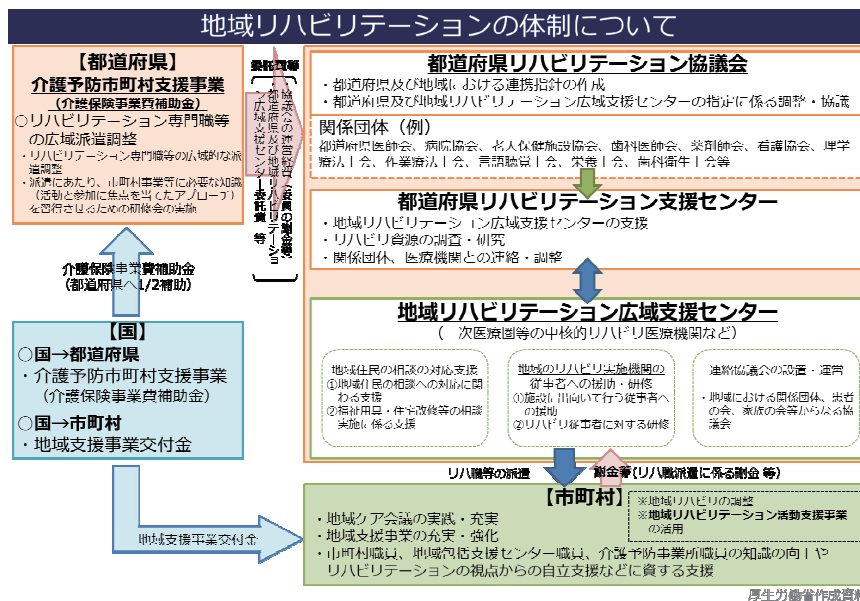 地域リハビリテーションの体制について
【都道府県】
介護予防市町村支援事業
(介護保険事業費補助金)
○リハビリテーション専門職等
の広域派遣調整
・リハビリテーション専門職等の広域的な派
遣調整
・派遣にあたり、市町村事業等に必要な知識
(活動と参加に焦点を当てたアプローチ)
を習得させるための研修会の実施
委託費等
・協議会の運営経費(委員の謝金等)
・都道府県及び地域リハビリテーショ
ン広域支援センター委託費 等
都道府県リハビリテーション協議会
・都道府県及び地域における連携指針の作成
・都道府県及び地域リハビリテーション広域支援センターの指定に係る調整・協議
関係団体(例)
都道府県医師会、病院協会、老人保健施設協会、歯科医師会、薬剤師会、看護協会、理学
療法士会、作業療法士会、言語聴覚士会、栄養士会、歯科衛生士会等
都道府県リハビリテーション支援センター
・地域リハビリテーション広域支援センターの支援
・リハビリ資源の調査・研究
・関係団体、医療機関との連絡・調整
介護保険事業費補助金
(都道府県へ1/2補助)
【国】
○国→都道府県
・介護予防市町村支援事業
(介護保険事業費補助金)
○国→市町村
・地域支援事業交付金
地域リハビリテーション広域支援センター
次医療圏等の中核的リハビリ医療機関など)
地域住民の相談の対応支援
①地域住民の相談への対応に関
わる支援
②福祉用具・住宅改修等の相談
実施に係る支援
地域のリハビリ実施機関の
従事者への援助・研修
①施設に出向いて行う従事者へ
の援助
②リハビリ従事者に対する研修
連絡協議会の設置・運営
・地域における関係団体、患者
の会、家族の会等からなる協
議会
リハ職等の派遣
謝金等(リハ職派遣に係る謝金 等)
【市町村】
※地域リハビリの調整
※地域リハビリテーション活動支援事業
の活用
・地域ケア会議の実践・充実
・地域支援事業の充実・強化
・市町村職員、地域包括支援センター職員、介護予防事業所職員の知識の向上や
リハビリテーションの視点からの自立支援などに資する支援
地域支援事業交付金
厚生労働省作成資料